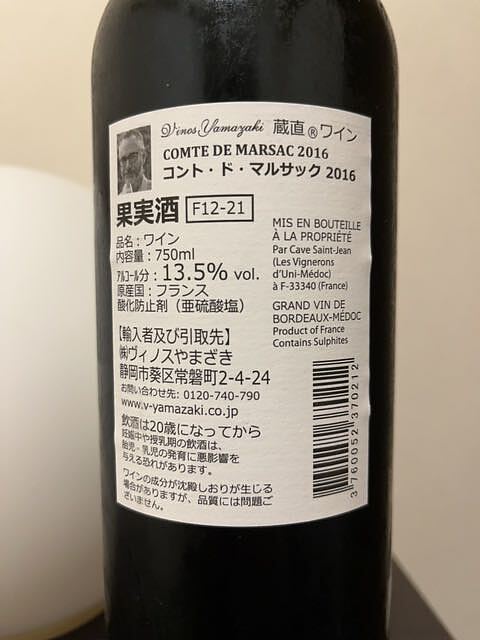 Vinos Yamazaki 蔵直®ワイン
COMTE DE MARSAC 2016
コント・ド・マルサック 2016
果実酒 F12-21
品名：ワイン
内容量：750ml
アルコール分：13.5% vol.
原産国：フランス
酸化防止剤（亜硫酸塩）
MIS EN BOUTEILLE
À LA PROPRIÉTÉ
Par Cave Saint-Jean
(Les Vignerons
d'Uni-Médoc)
à F-33340 (France)
GRAND VIN DE
BORDEAUX-MÉDOC
Product of France
Contains Sulphites
【輸入者及び引取先】
㈱ヴィノスやまざき
静岡市葵区常磐町2-4-24
お問い合わせ先: 0120-740-790
www.v-yamazaki.co.jp
飲酒は20歳になってから
妊娠中や授乳期の飲酒は、
胎児・乳児の発育に悪影響を
与える恐れがあります。
ワインの成分が沈殿しおりが生じる
場合がありますが、品質には問題ご
ざいません。
3 760052 370212